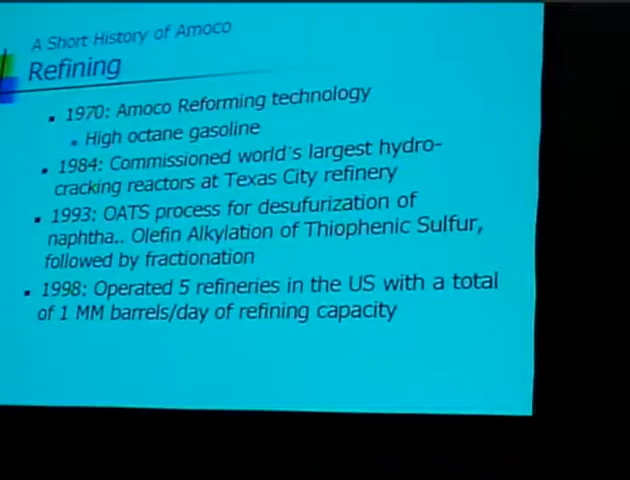 A Short History of Amoco
Refining
1970: Amoco Reforming technology
High octane gasoline
1984: Commissioned world's largest hydro-
cracking reactors at Texas City refinery
1993: OATS process for desufurization of
naphtha.. Olefin Alkylation of Thiophenic Sulfur,
followed by fractionation
1998: Operated 5 refineries in the US with a total
of 1 MM barrels/day of refining capacity